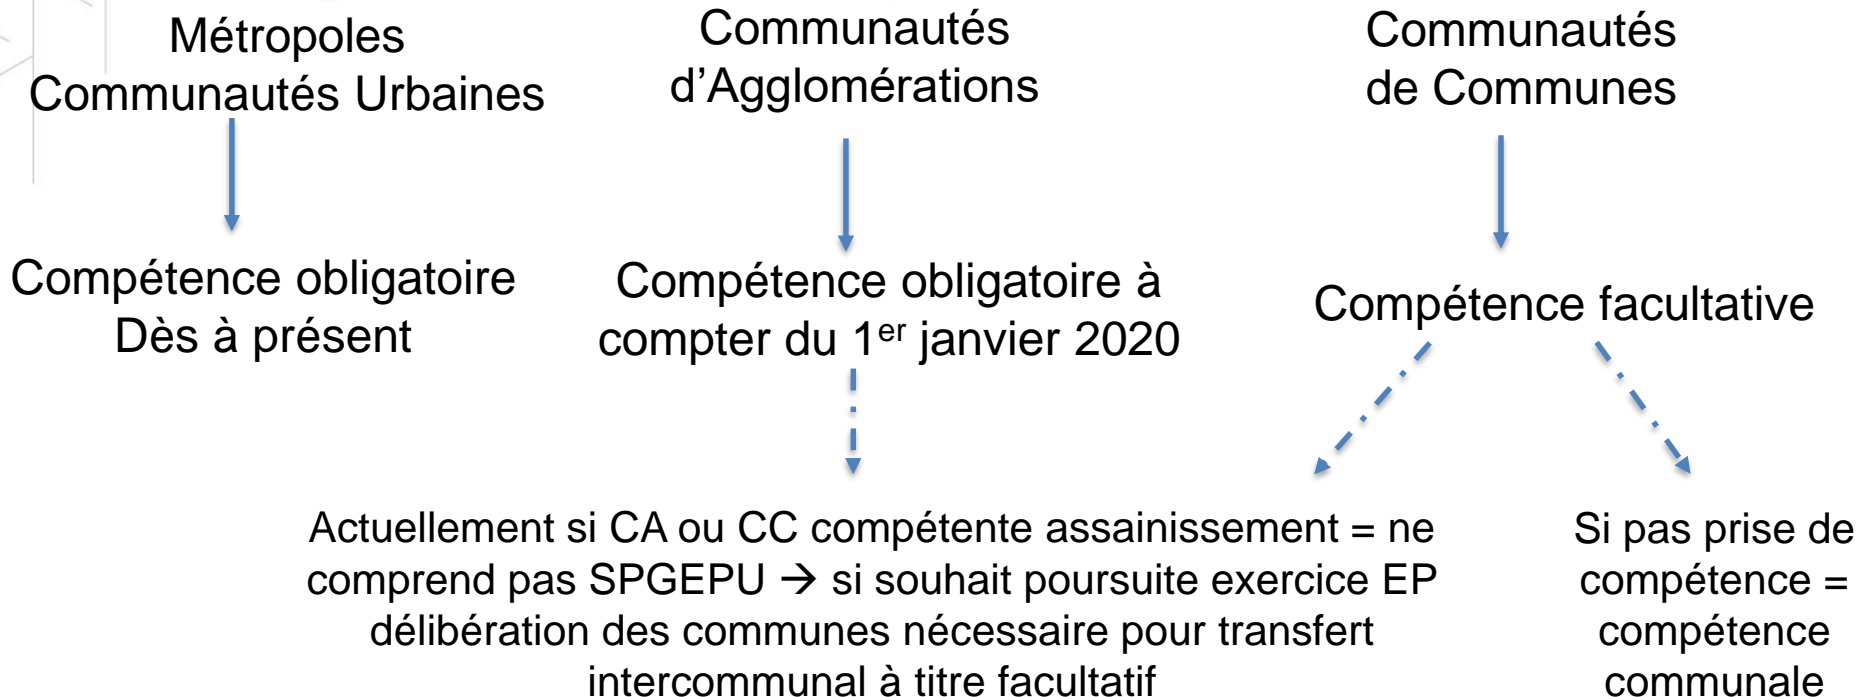 Métropoles
Communautés Urbaines
Communautés
d’Agglomérations
Communautés
de Communes
Compétence obligatoire
Dès à présent
Compétence obligatoire à
compter du 1er janvier 2020
Compétence facultative
Actuellement si CA ou CC compétente assainissement = ne
comprend pas SPGEPU → si souhait poursuite exercice EP
délibération des communes nécessaire pour transfert
intercommunal à titre facultatif
Si pas prise de
compétence =
compétence
communale